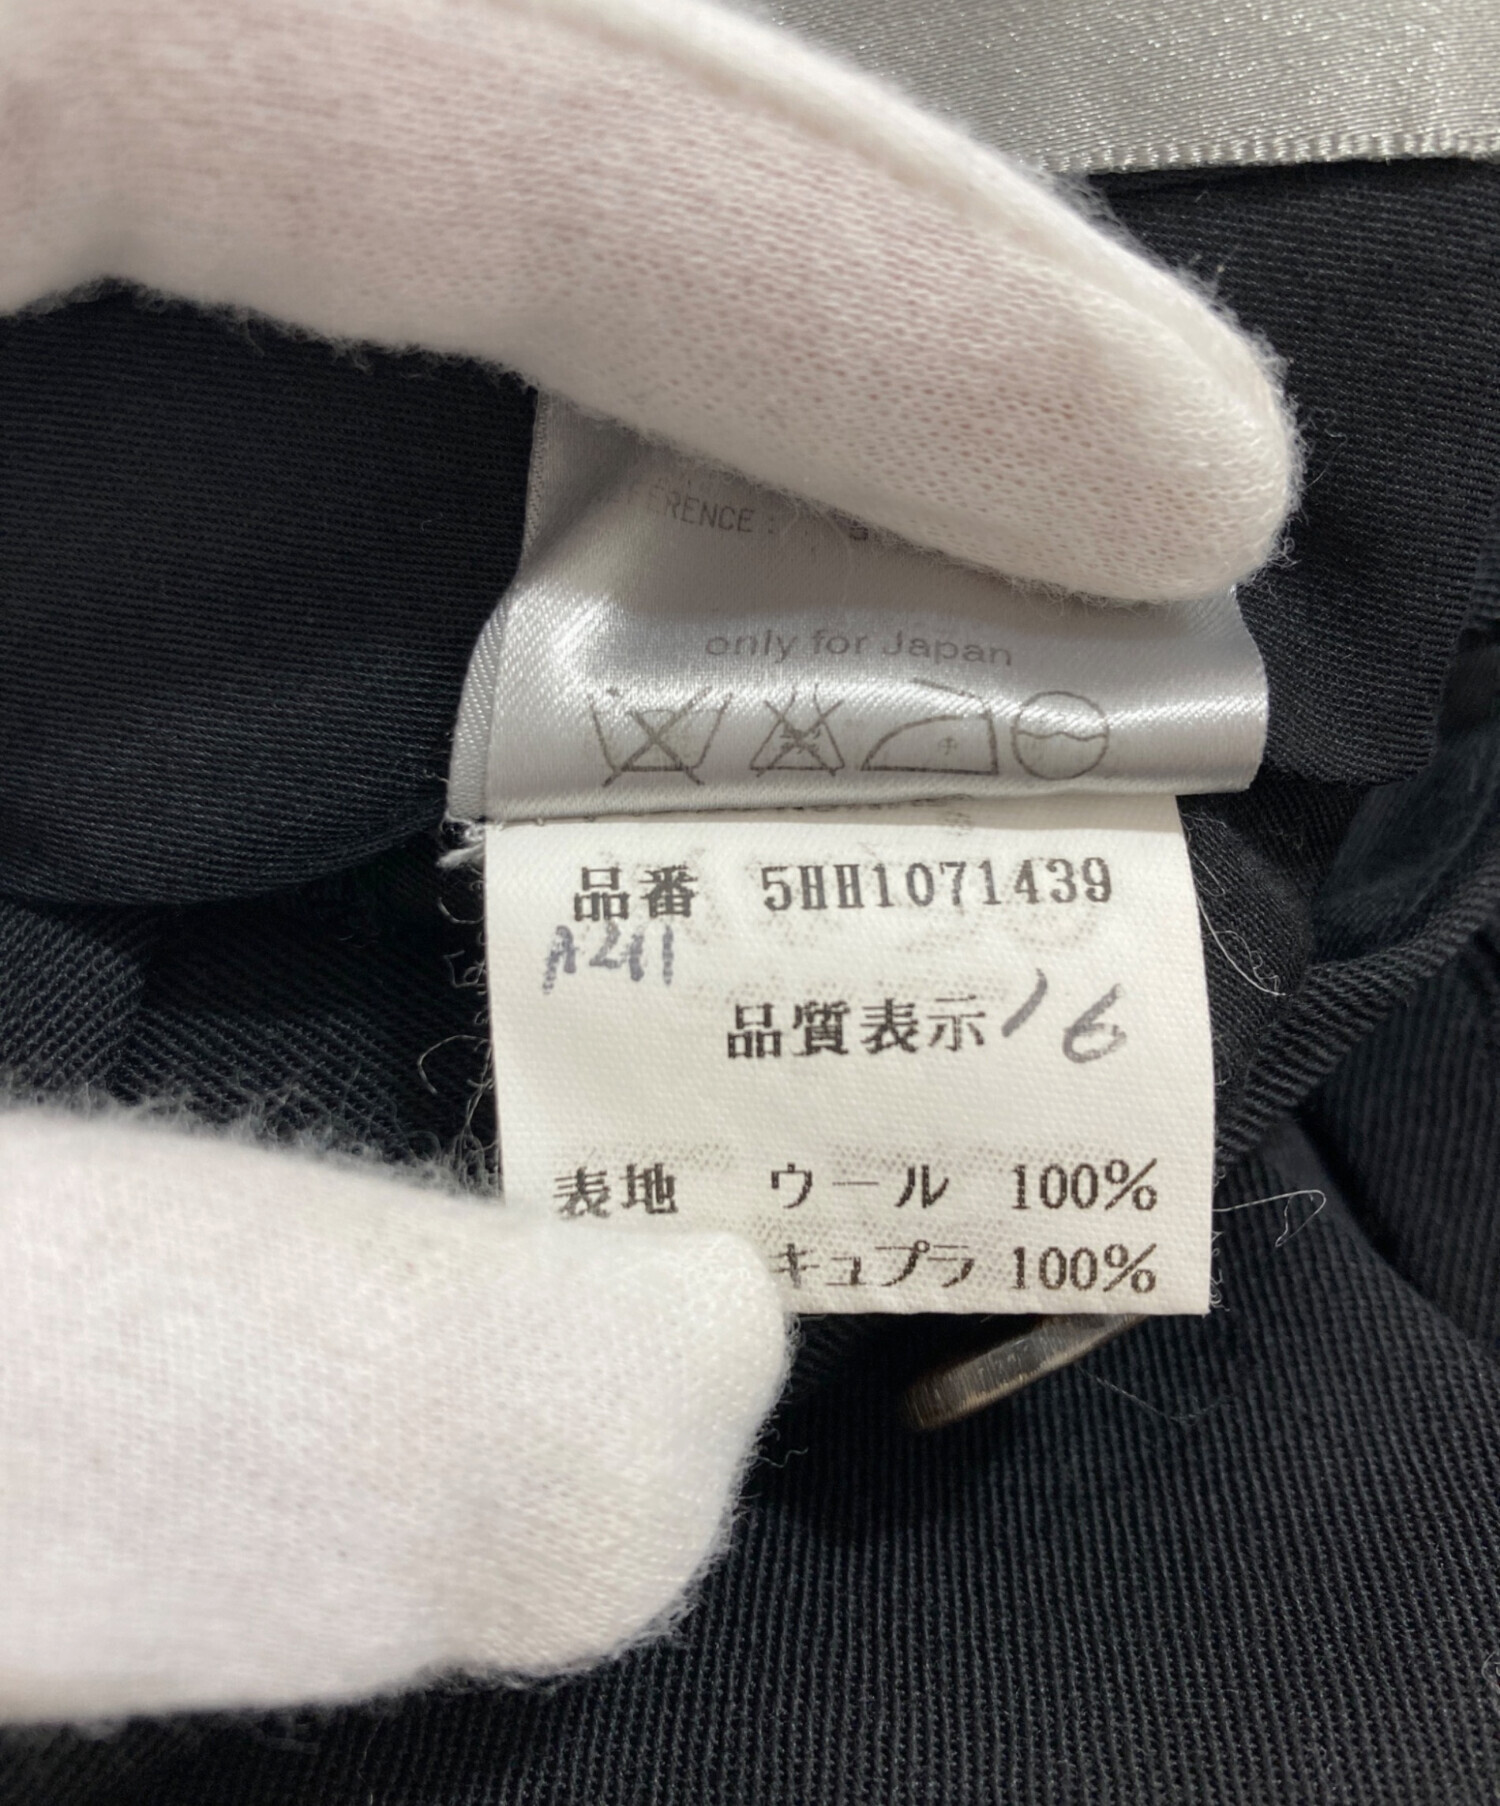 only for Japan
品番 5HH1071439
A211
品質表示 16
表地 ウール 100%
キュプラ 100%